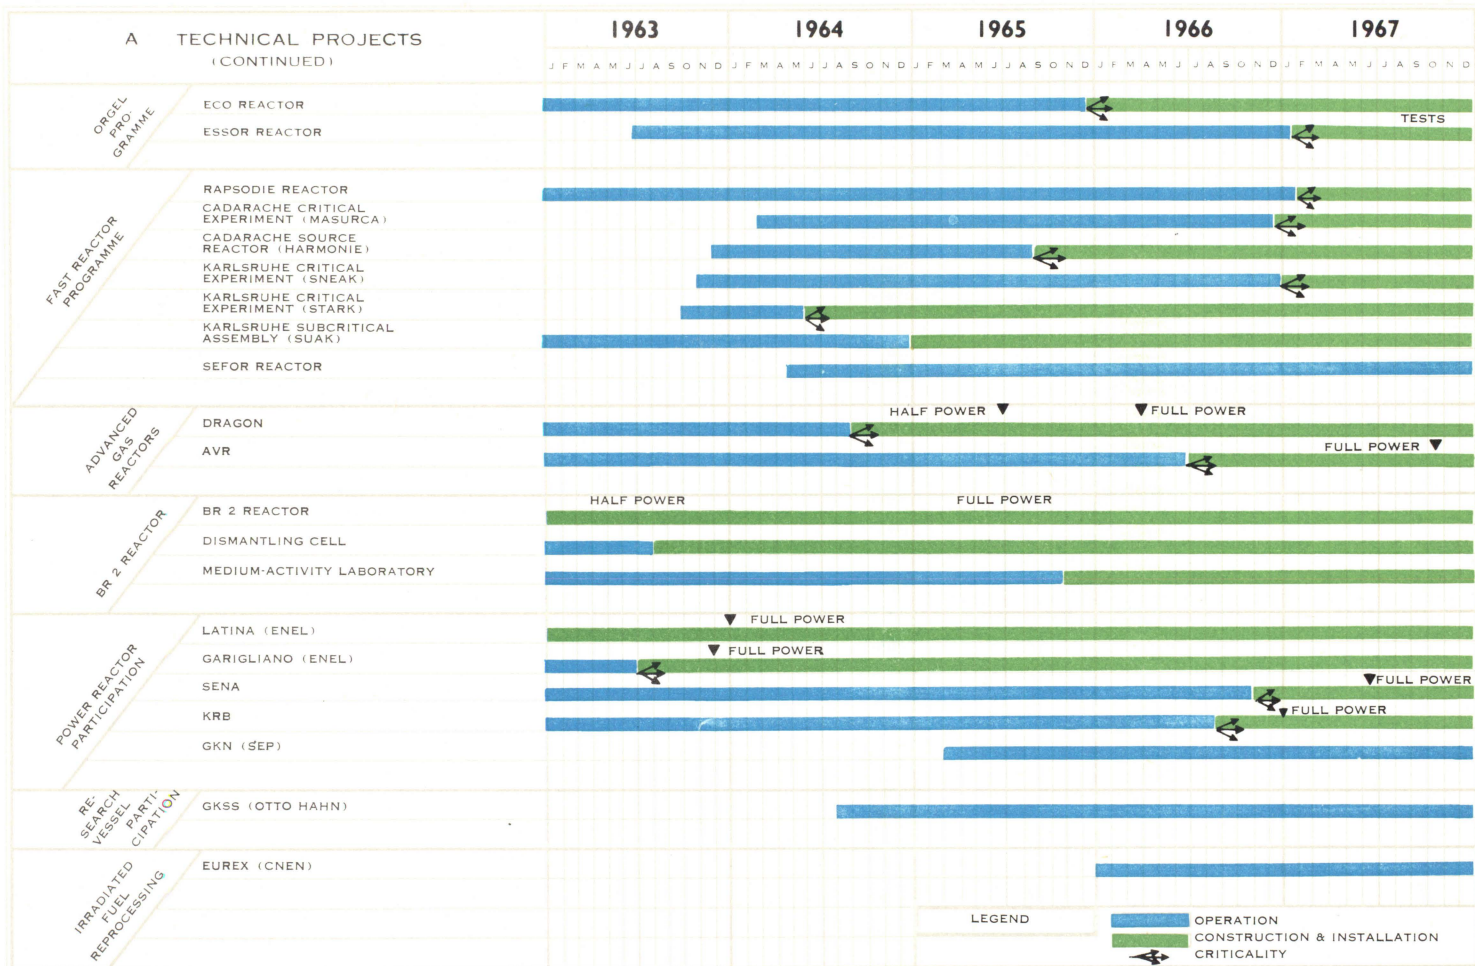 A TECHNICAL PROJECTS
(CONTINUED)
1963 1964 1965 1966 1967
J F M A M J J A S O N D J F M A M J J A S O N D J F M A M J J A S O N D J F M A M J J A S O N D J F M A M J J A S O N D
ORGEL
PRO-
GRAMME
ECO REACTOR
TESTS
ESSOR REACTOR
FAST REACTOR
PROGRAMME
RAPSODIE REACTOR
CADARACHE CRITICAL
EXPERIMENT (MASURCA)
CADARACHE SOURCE
REACTOR (HARMONIE)
KARLSRUHE CRITICAL
EXPERIMENT (SNEAK)
KARLSRUHE CRITICAL
EXPERIMENT (STARK)
KARLSRUHE SUBCRITICAL
ASSEMBLY (SUAK)
SEFOR REACTOR
ADVANCED
GAS
REACTORS
HALF POWER FULL POWER
DRAGON
FULL POWER
AVR
BR 2 REACTOR
HALF POWER FULL POWER
BR 2 REACTOR
DISMANTLING CELL
MEDIUM-ACTIVITY LABORATORY
POWER REACTOR
PARTICIPATION
FULL POWER
LATINA (ENEL)
FULL POWER
GARIGLIANO (ENEL)
FULL POWER
SENA
FULL POWER
KRB
GKN (SEP)
RE-
SEARCH
VESSEL
PARTI-
CIPATION
GKSS (OTTO HAHN)
IRRADIATED
FUEL
REPROCESSING
EUREX (CNEN)
LEGEND
OPERATION
CONSTRUCTION & INSTALLATION
CRITICALITY